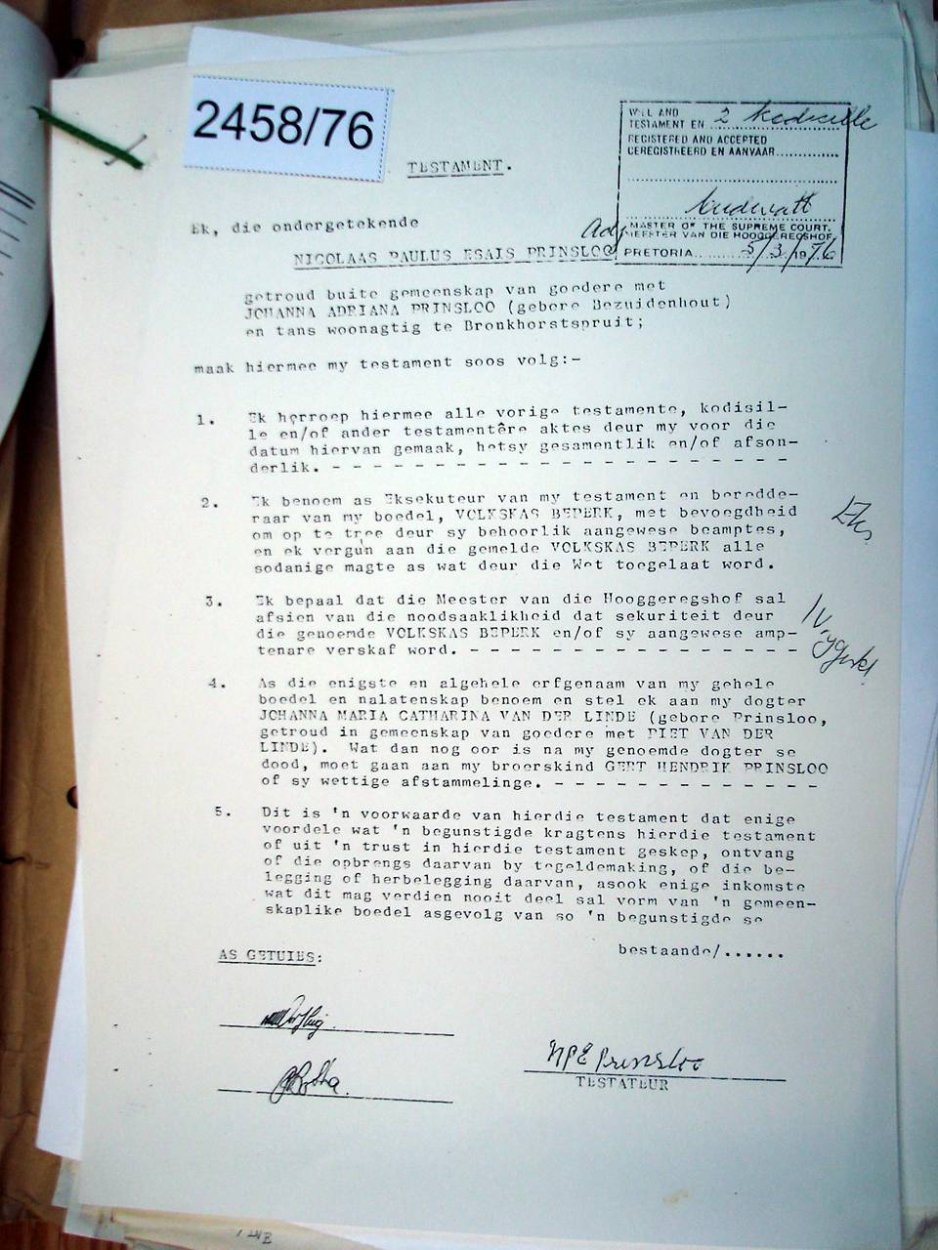 2458/76
WILL AND
TESTAMENT EN 2 Kodisille
REGISTERED AND ACCEPTED
GEREGISTREERD EN AANVAAR
Adj MASTER OF THE SUPREME COURT.
MEESTER VAN DIE HOOGGEREGSHOF.
PRETORIA 5/3/1976
TESTAMENT.
Ek, die ondergetekende
NICOLAAS PAULUS ESAIS PRINSLOO
getroud buite gemeenskap van goedere met
JOHANNA ADRIANA PRINSLOO (gebore Bezuidenhout)
en tans woonagtig te Bronkhorstspruit;
maak hiermee my testament soos volg:-
1. Ek herroep hiermee alle vorige testamente, kodisil-
le en/of ander testamentêre aktes deur my voor die
datum hiervan gemaak, hetsy gesamentlik en/of afson-
derlik. - - - - - - - - - - - - - - - - - - - - -
2. Ek benoem as Eksekuteur van my testament en beredde-
raar van my boedel, VOLKSKAS BEPERK, met bevoegdheid
om op te tree deur sy behoorlik aangewese beamptes,
en ek vergun aan die gemelde VOLKSKAS BEPERK alle
sodanige magte as wat deur die Wet toegelaat word.
3. Ek bepaal dat die Meester van die Hooggeregshof sal
afsien van die noodsaaklikheid dat sekuriteit deur
die genoemde VOLKSKAS BEPERK en/of sy aangewese amp-
tenare verskaf word. - - - - - - - - - - - - - - -
4. As die enigste en algehele erfgenaam van my gehele
boedel en nalatenskap benoem en stel ek aan my dogter
JOHANNA MARIA CATHARINA VAN DER LINDE (gebore Prinsloo,
getroud in gemeenskap van goedere met PIET VAN DER
LINDE). Wat dan nog oor is na my genoemde dogter se
dood, moet gaan aan my broerskind GERT HENDRIK PRINSLOO
of sy wettige afstammelinge. - - - - - - - - - - - - -
5. Dit is 'n voorwaarde van hierdie testament dat enige
voordele wat 'n begunstigde kragtens hierdie testament
of uit 'n trust in hierdie testament geskep, ontvang
of die opbrengs daarvan by tegeldemaking, of die be-
legging of herbelegging daarvan, asook enige inkomste
wat dit mag verdien nooit deel sal vorm van 'n gemeen-
skaplike boedel asgevolg van so 'n begunstigde se
bestaande/......
AS GETUIES:
NPE Prinsloo
TESTATEUR